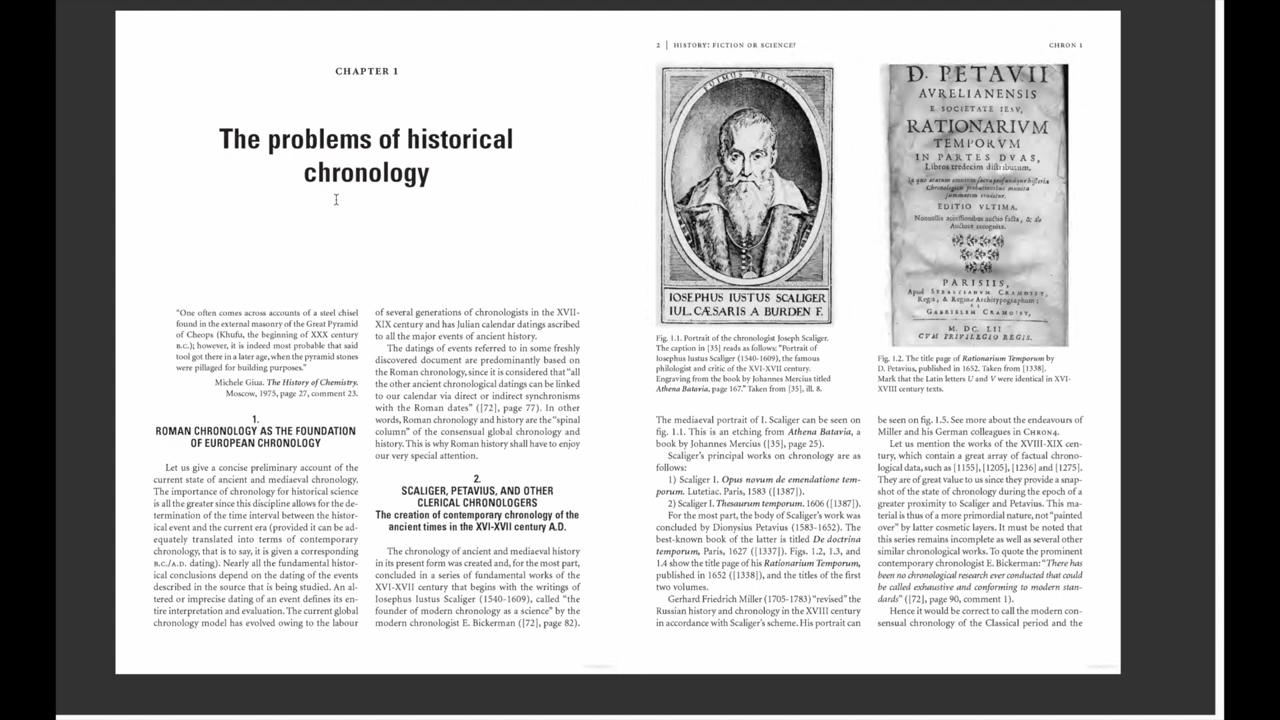 CHAPTER 1
The problems of historical
chronology
"One often comes across accounts of a steel chisel
found in the external masonry of the Great Pyramid
of Cheops (Khufu, the beginning of XXX century
B.C.); however, it is indeed most probable that said
tool got there in a later age, when the pyramid stones
were pillaged for building purposes."
Michele Giua. The History of Chemistry.
Moscow, 1975, page 27, comment 23.
1.
ROMAN CHRONOLOGY AS THE FOUNDATION
OF EUROPEAN CHRONOLOGY
Let us give a concise preliminary account of the
current state of ancient and mediaeval chronology.
The importance of chronology for historical science
is all the greater since this discipline allows for the de-
termination of the time interval between the histor-
ical event and the current era (provided it can be ad-
equately translated into terms of contemporary
chronology, that is to say, it is given a corresponding
B.C./A.D. dating). Nearly all the fundamental histor-
ical conclusions depend on the dating of the events
described in the source that is being studied. An al-
tered or imprecise dating of an event defines its en-
tire interpretation and evaluation. The current global
chronology model has evolved owing to the labour
of several generations of chronologists in the XVII-
XIX century and has Julian calendar datings ascribed
to all the major events of ancient history.
The datings of events referred to in some freshly
discovered document are predominantly based on
the Roman chronology, since it is considered that "all
the other ancient chronological datings can be linked
to our calendar via direct or indirect synchronisms
with the Roman dates" ([72], page 77). In other
words, Roman chronology and history are the "spinal
column" of the consensual global chronology and
history. This is why Roman history shall have to enjoy
our very special attention.
2.
SCALIGER, PETAVIUS, AND OTHER
CLERICAL CHRONOLOGERS
The creation of contemporary chronology of the
ancient times in the XVI-XVII century A.D.
The chronology of ancient and mediaeval history
in its present form was created and, for the most part,
concluded in a series of fundamental works of the
XVI-XVII century that begins with the writings of
Iosephus Iustus Scaliger (1540-1609), called "the
founder of modern chronology as a science" by the
modern chronologist E. Bickerman ([72], page 82).
2 | HISTORY: FICTION OR SCIENCE?
CHRON 1
FUIMUS TROES
IOSEPHUS IUSTUS SCALIGER
IUL. CÆSARIS A BURDEN F.
Fig. 1.1. Portrait of the chronologist Joseph Scaliger.
The caption in [35] reads as follows: "Portrait of
Iosephus Iustus Scaliger (1540-1609), the famous
philologist and critic of the XVI-XVII century.
Engraving from the book by Johannes Mercius titled
Athena Batavia, page 167." Taken from [35], ill. 8.
D. PETAVII
AVRELIANENSIS
E SOCIETATE IESV,
RATIONARIVM
TEMPORVM
IN PARTES DVAS,
Libros tredecim distributum.
In quo ætatum omnium sacra profanáque historia
Chronologicis probationibus munita
summatim traditur.
EDITIO VLTIMA.
Nonnullis accessionibus auctio facta, & ab
Auctore recognita.
PARISIIS,
Apud SEBASTIANVM CRAMOISY,
Regis, & Reginæ Architypographum;
ET
GABRIELEM CRAMOISY,
M. DC. LII
CVM PRIVILEGIO REGIS.
Fig. 1.2. The title page of Rationarium Temporum by
D. Petavius, published in 1652. Taken from [1338].
Mark that the Latin letters U and V were identical in XVI-
XVII century texts.
The mediaeval portrait of I. Scaliger can be seen on
fig. 1.1. This is an etching from Athena Batavia, a
book by Johannes Mercius ([35], page 25).
Scaliger's principal works on chronology are as
follows:
1) Scaliger I. Opus novum de emendatione tem-
porum. Lutetiac. Paris, 1583 ([1387]).
2) Scaliger I. Thesaurum temporum. 1606 ([1387]).
For the most part, the body of Scaliger's work was
concluded by Dionysius Petavius (1583-1652). The
best-known book of the latter is titled De doctrina
temporum, Paris, 1627 ([1337]). Figs. 1.2, 1.3, and
1.4 show the title page of his Rationarium Temporum,
published in 1652 ([1338]), and the titles of the first
two volumes.
Gerhard Friedrich Miller (1705-1783) "revised" the
Russian history and chronology in the XVIII century
in accordance with Scaliger's scheme. His portrait can
be seen on fig. 1.5. See more about the endeavours of
Miller and his German colleagues in CHRON4.
Let us mention the works of the XVIII-XIX cen-
tury, which contain a great array of factual chrono-
logical data, such as [1155], [1205], [1236] and [1275].
They are of great value to us since they provide a snap-
shot of the state of chronology during the epoch of a
greater proximity to Scaliger and Petavius. This ma-
terial is thus of a more primordial nature, not "painted
over" by latter cosmetic layers. It must be noted that
this series remains incomplete as well as several other
similar chronological works. To quote the prominent
contemporary chronologist E. Bickerman: "There has
been no chronological research ever conducted that could
be called exhaustive and conforming to modern stan-
dards" ([72], page 90, comment 1).
Hence it would be correct to call the modern con-
sensual chronology of the Classical period and the